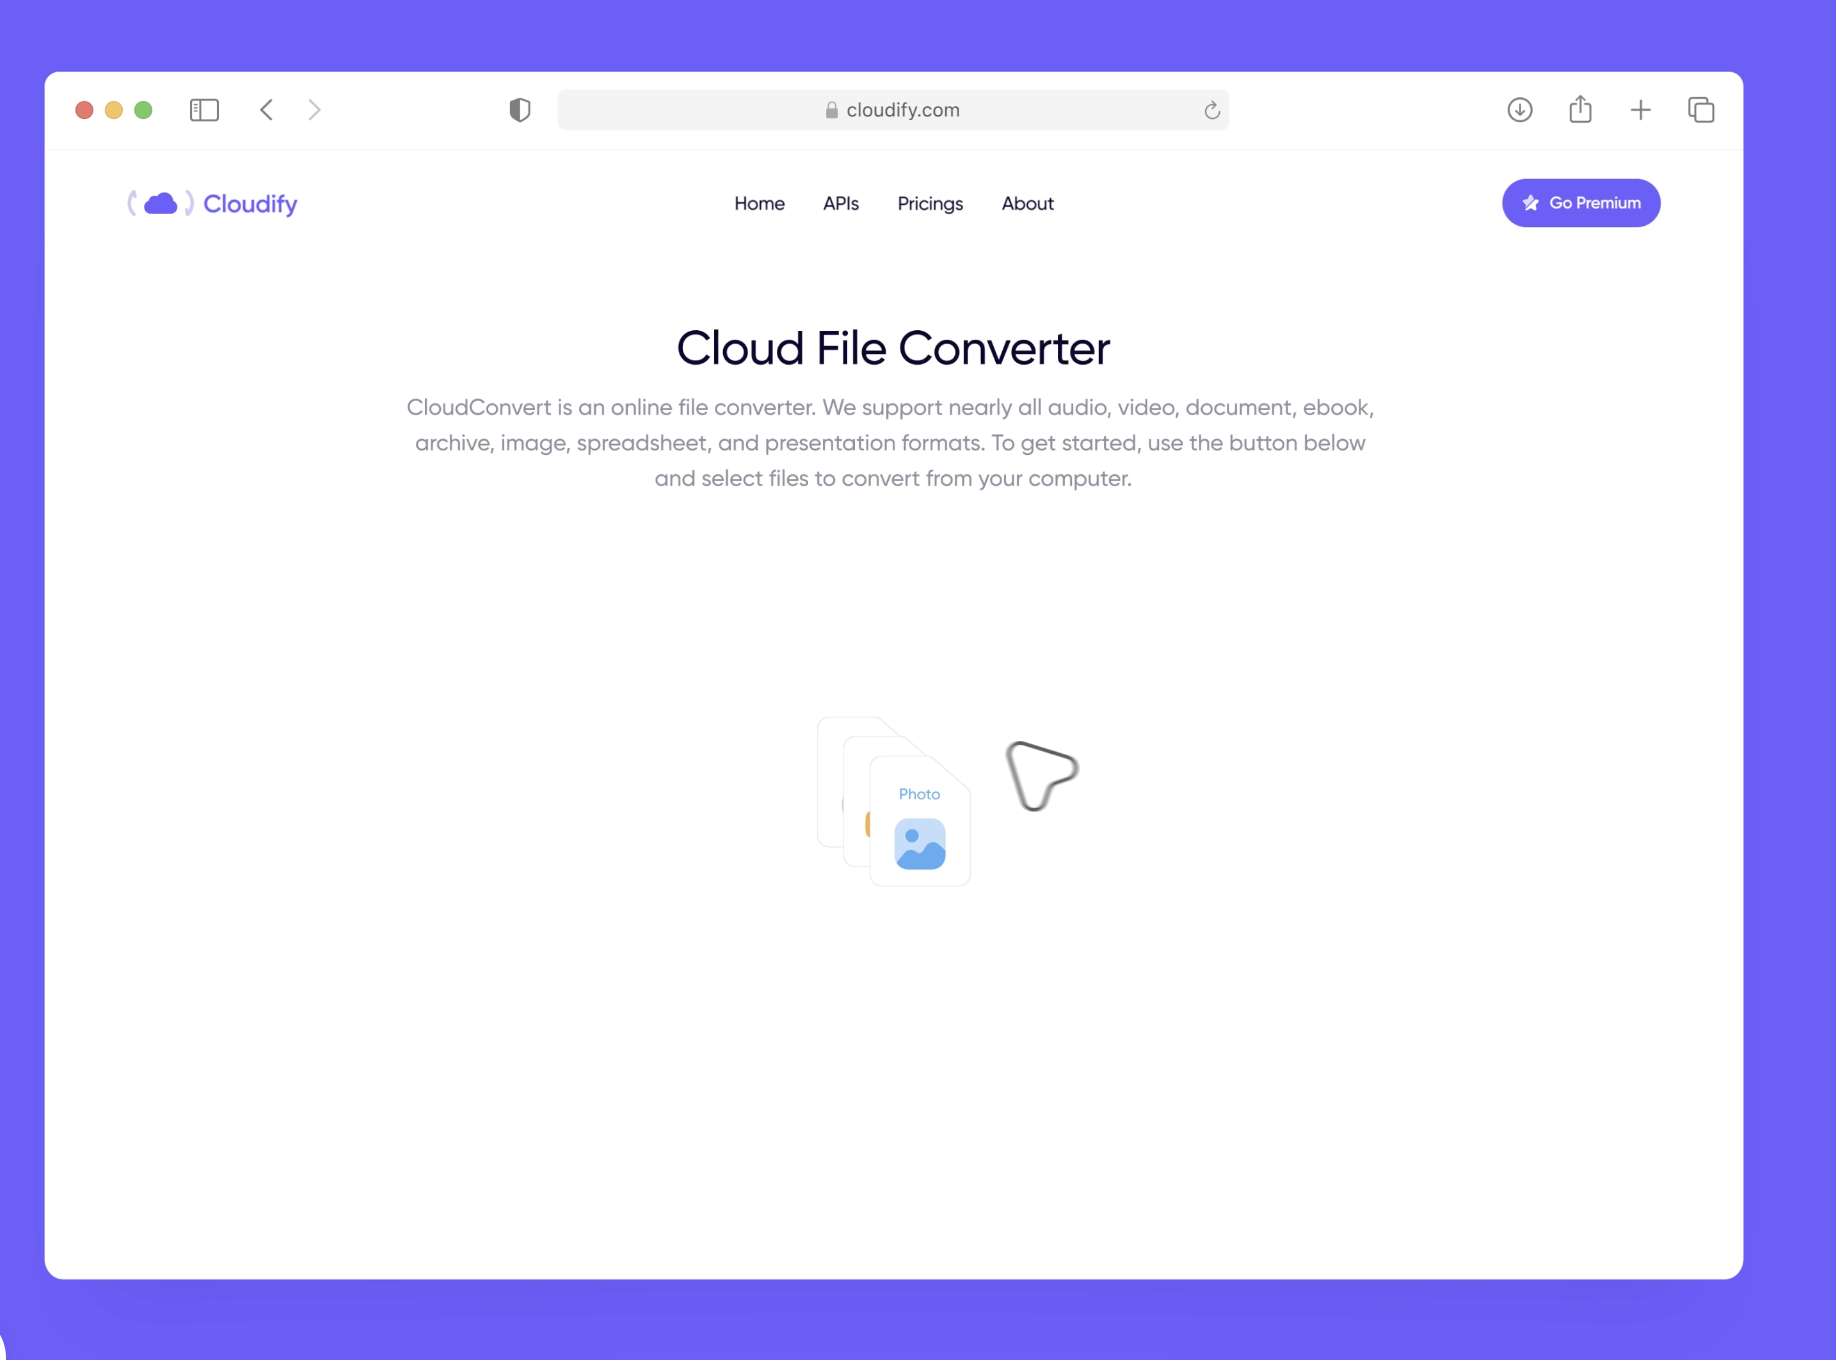 cloudify.com
Cloudify
Home
APIs
Pricings
About
Go Premium
Cloud File Converter
CloudConvert is an online file converter. We support nearly all audio, video, document, ebook,
archive, image, spreadsheet, and presentation formats. To get started, use the button below
and select files to convert from your computer.
Photo